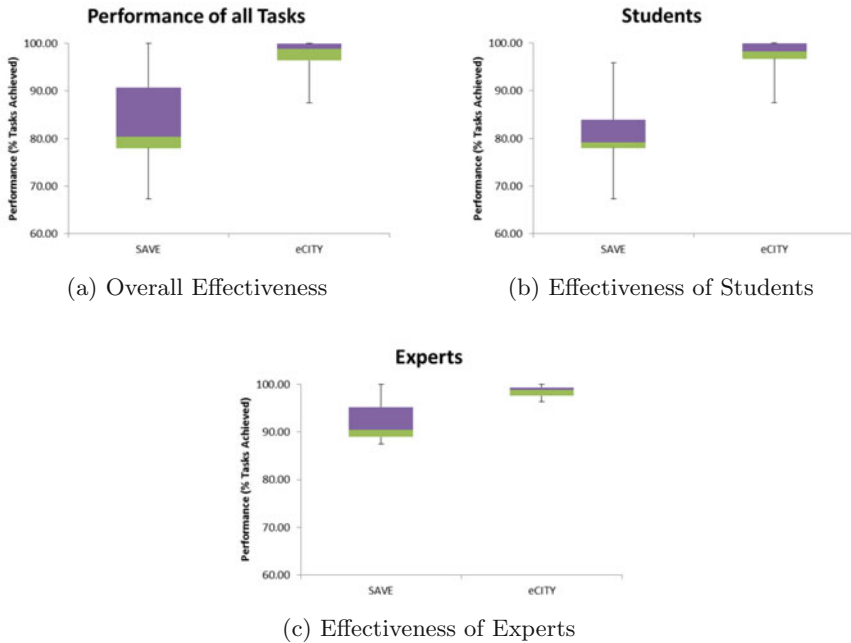 Performance of all Tasks
Performance (% Tasks Achieved)
100.00
90.00
80.00
70.00
60.00
SAVE
eCITY
(a) Overall Effectiveness
Students
Performance (% Tasks Achieved)
100.00
90.00
80.00
70.00
60.00
SAVE
eCITY
(b) Effectiveness of Students
Experts
Performance (% Tasks Achieved)
100.00
90.00
80.00
70.00
60.00
SAVE
eCITY
(c) Effectiveness of Experts